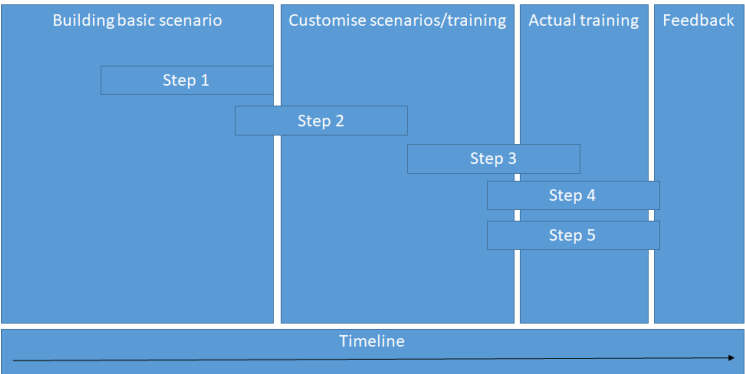 Building basic scenario
Customise scenarios/training
Actual training
Feedback
Step 1
Step 2
Step 3
Step 4
Step 5
Timeline